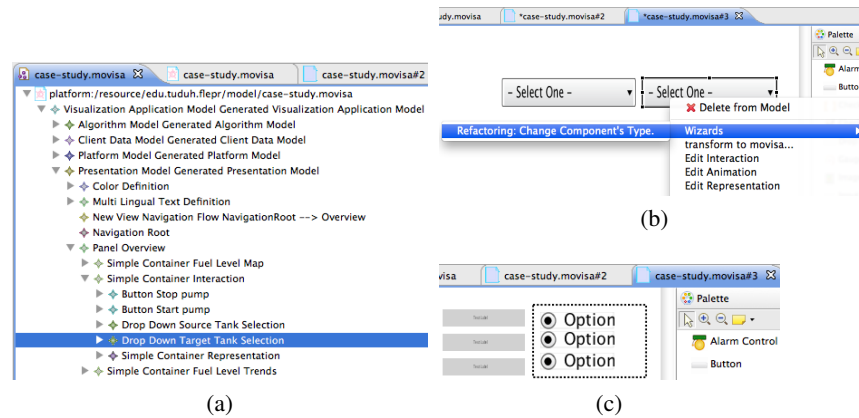 case-study.movisa
case-study.movisa
case-study.movisa#2
platform:/resource/edu.tuduh.flepr/model/case-study.movisa
Visualization Application Model Generated Visualization Application Model
Algorithm Model Generated Algorithm Model
Client Data Model Generated Client Data Model
Platform Model Generated Platform Model
Presentation Model Generated Presentation Model
Color Definition
Multi Lingual Text Definition
New View Navigation Flow NavigationRoot --> Overview
Navigation Root
Panel Overview
Simple Container Fuel Level Map
Simple Container Interaction
Button Stop pump
Button Start pump
Drop Down Source Tank Selection
Drop Down Target Tank Selection
Simple Container Representation
Simple Container Fuel Level Trends
(a)
udy.movisa
*case-study.movisa#2
*case-study.movisa#3
Palette
Alarm
Button
- Select One -
- Select One -
Delete from Model
Refactoring: Change Component's Type.
Wizards
transform to movisa...
Edit Interaction
Edit Animation
Edit Representation
(b)
visa
case-study.movisa#2
case-study.movisa#3
Palette
Option
Option
Option
Alarm Control
Button
(c)